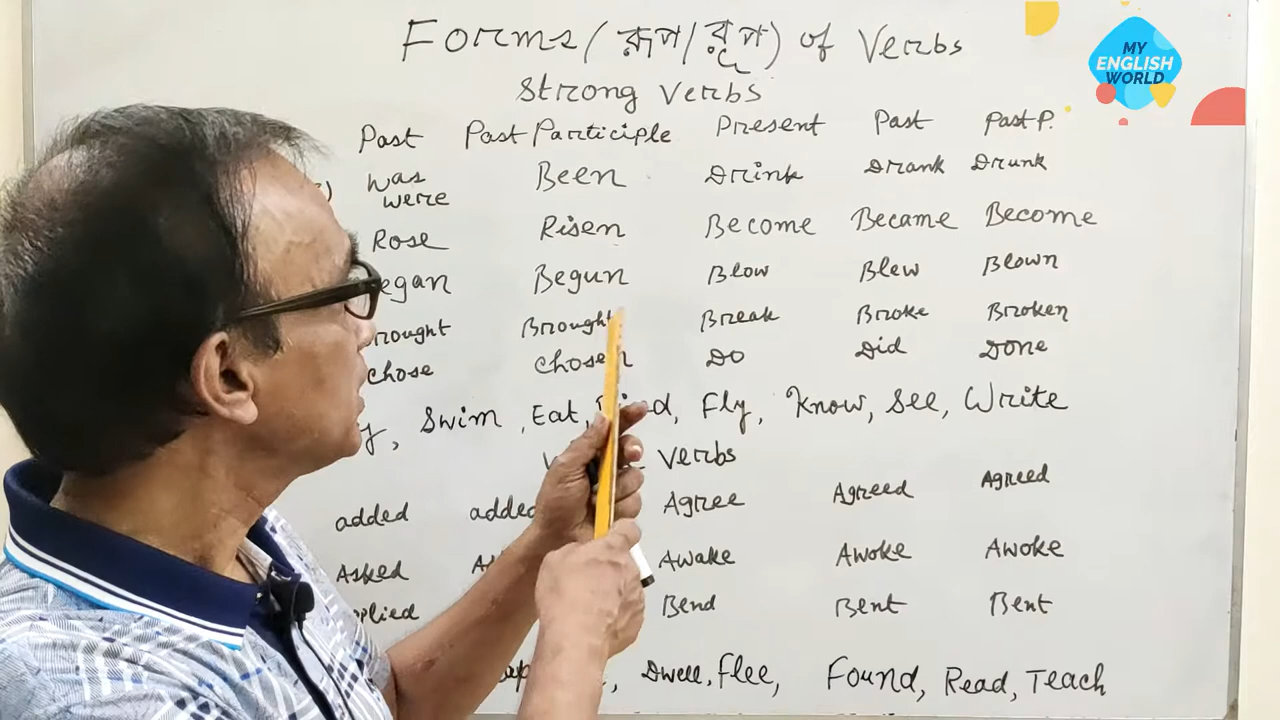 Forms (রূপ/রূপ) of Verbs
MY ENGLISH WORLD
Strong Verbs
Past Past Participle Present Past Past P.
was were Been Drink Drank Drunk
Rose Risen Become Became Become
egan Begun Blow Blew Blown
rought Brought Break Broke Broken
chose chosen Do Did Done
Swim, Eat, Fly, Know, See, Write
Verbs
added added Agree Agreed Agreed
Asked Awake Awoke Awoke
plied Bend Bent Bent
Dwell, flee, Found, Read, Teach